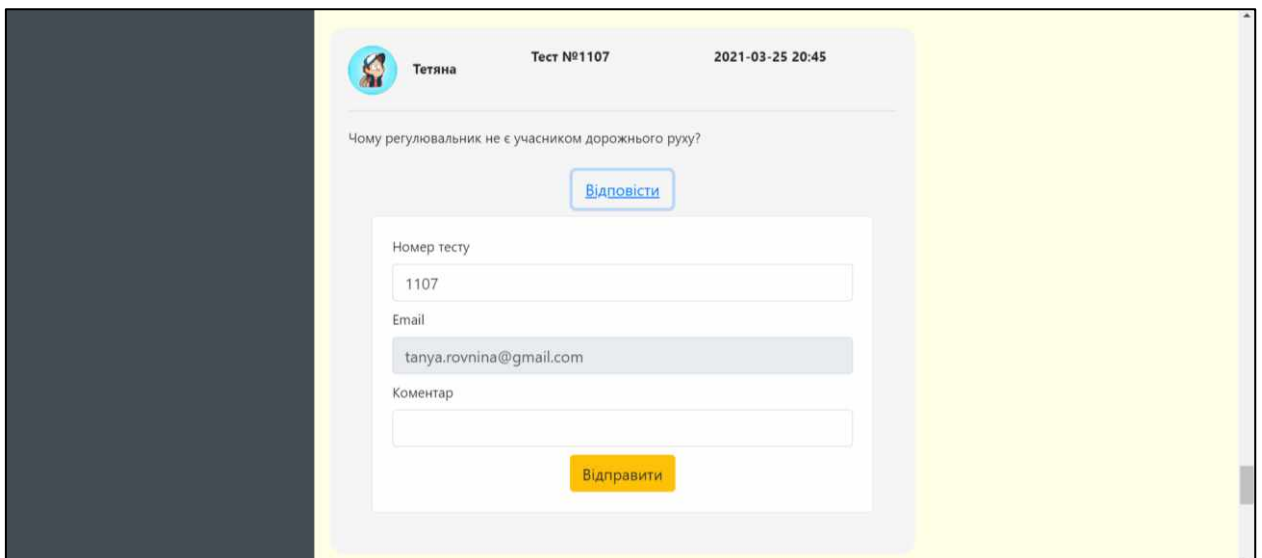 Тетяна
Тест №1107
2021-03-25 20:45
Чому регулювальник не є учасником дорожнього руху?
Відповісти
Номер тесту
1107
Email
tanya.rovnina@gmail.com
Коментар
Відправити